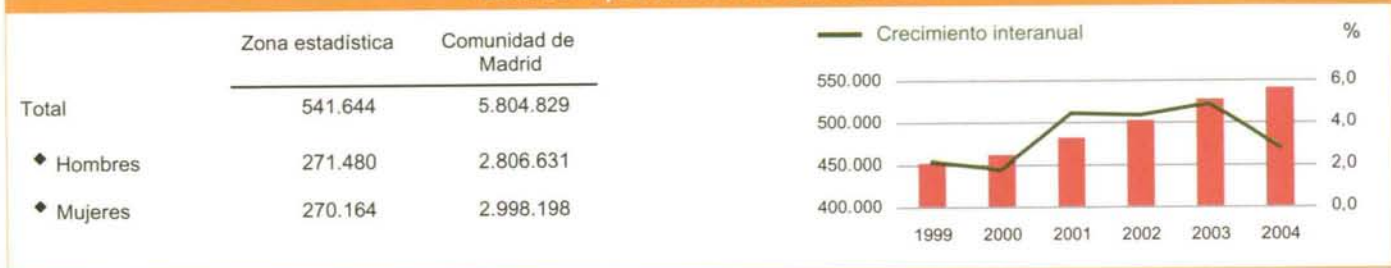 Zona estadística Comunidad de Madrid
Total 541.644 5.804.829
◆ Hombres 271.480 2.806.631
◆ Mujeres 270.164 2.998.198
Crecimiento interanual %
550.000 6,0
500.000 4,0
450.000 2,0
400.000 0,0
1999 2000 2001 2002 2003 2004